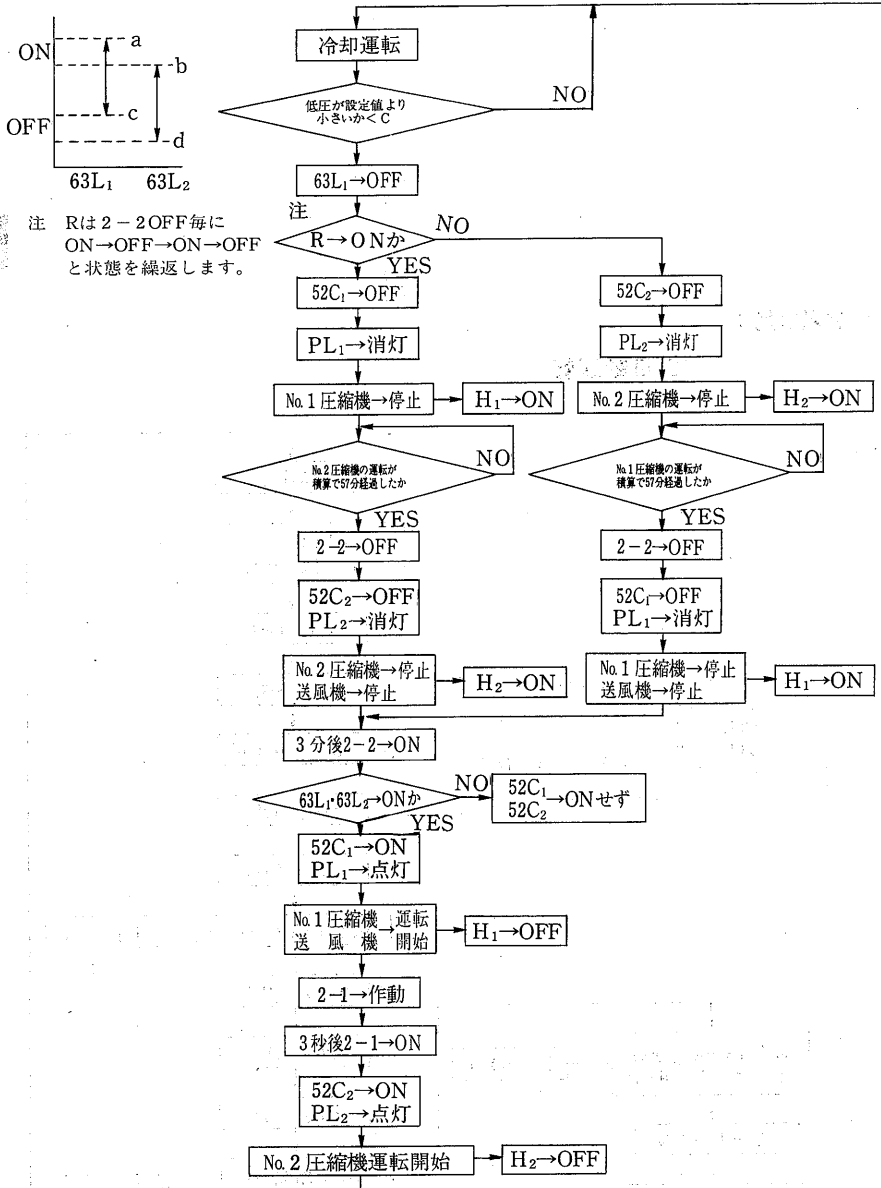 ON
OFF
a
b
c
d
63L₁
63L₂
注 Rは2-2OFF毎に
ON→OFF→ON→OFF
と状態を繰返します。
冷却運転
低圧が設定値より
小さいか<C
NO
63L₁→OFF
注
R→ONか
NO
YES
52C₁→OFF
52C₂→OFF
PL₁→消灯
PL₂→消灯
No.1圧縮機→停止
H₁→ON
No.2圧縮機→停止
H₂→ON
No.2圧縮機の運転が
積算で57分経過したか
NO
No.1圧縮機の運転が
積算で57分経過したか
NO
YES
YES
2-2→OFF
2-2→OFF
52C₂→OFF
PL₂→消灯
52C₁→OFF
PL₁→消灯
No.2圧縮機→停止
送風機→停止
H₂→ON
No.1圧縮機→停止
送風機→停止
H₁→ON
3分後2-2→ON
63L₁・63L₂→ONか
NO
52C₁
52C₂
→ONせず
YES
52C₁→ON
PL₁→点灯
No.1圧縮機→運転
送風機 開始
H₁→OFF
2-1→作動
3秒後2-1→ON
52C₂→ON
PL₂→点灯
No.2圧縮機運転開始
H₂→OFF